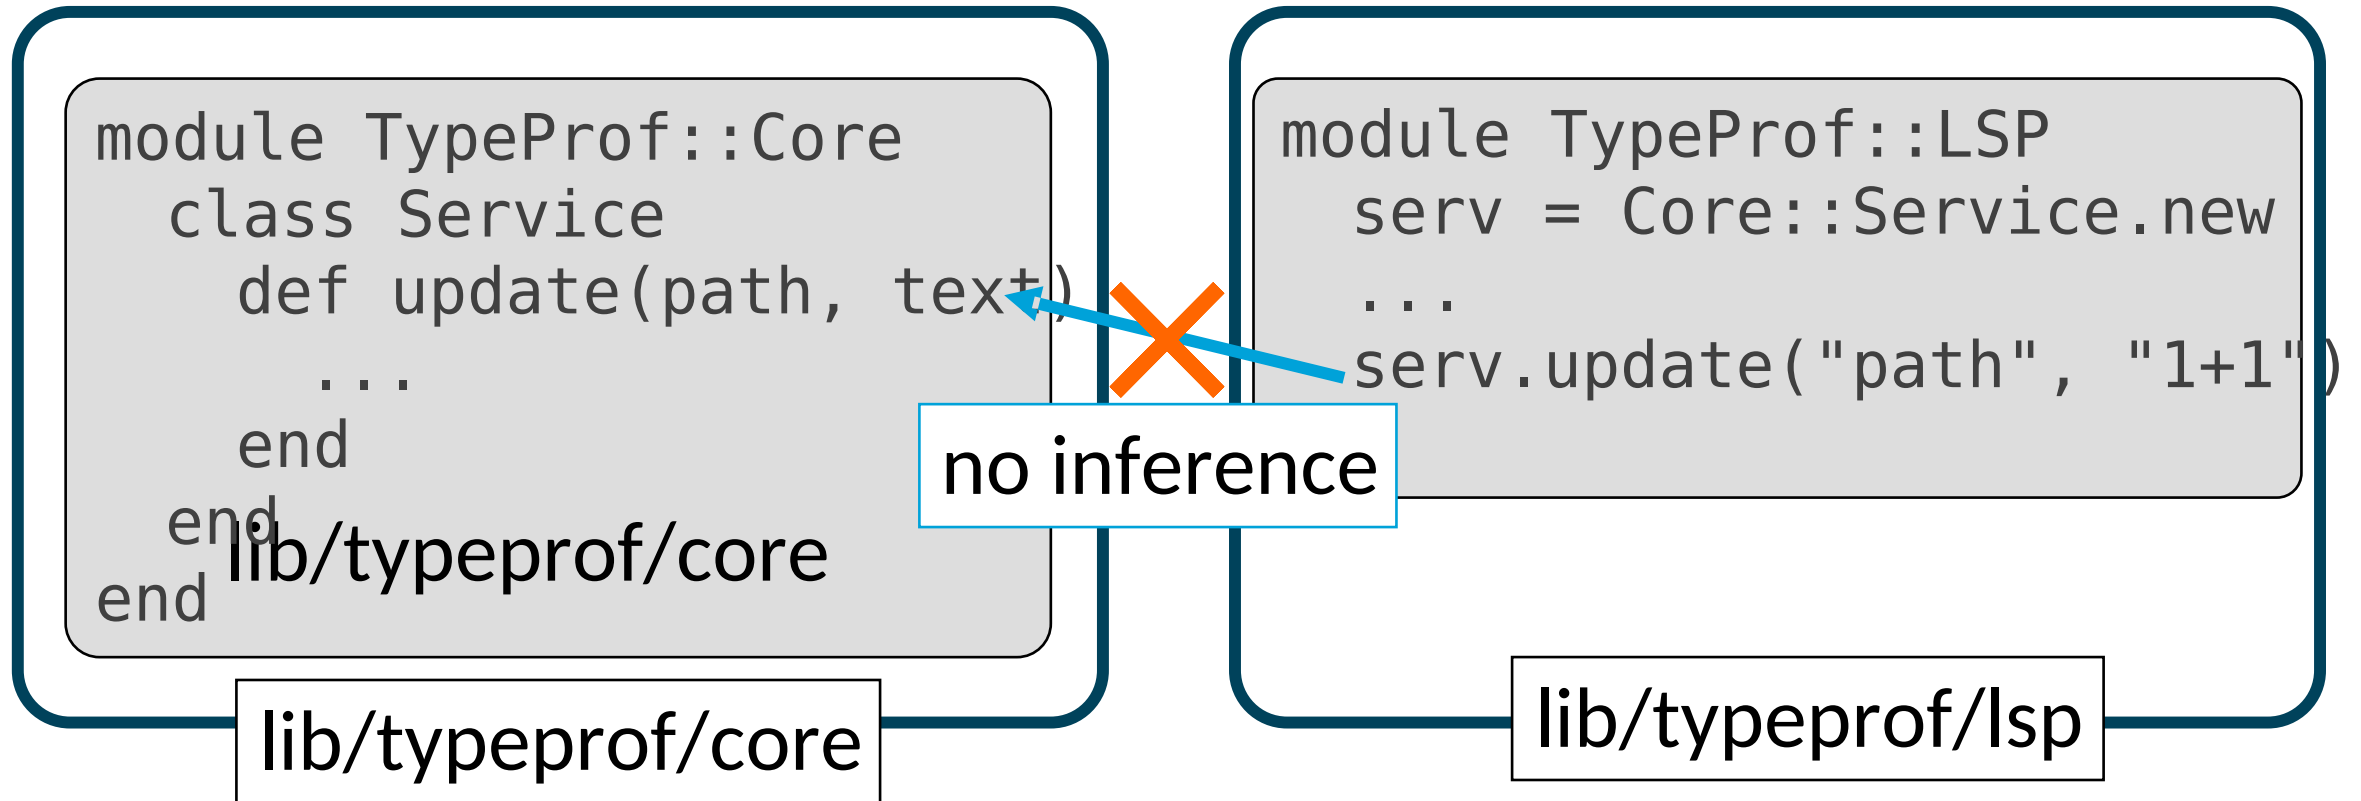 module TypeProf::Core
  class Service
    def update(path, text)
      ...
    end
  end
end
lib/typeprof/core
lib/typeprof/core
no inference
module TypeProf::LSP
  serv = Core::Service.new
  ...
  serv.update("path", "1+1")
lib/typeprof/lsp